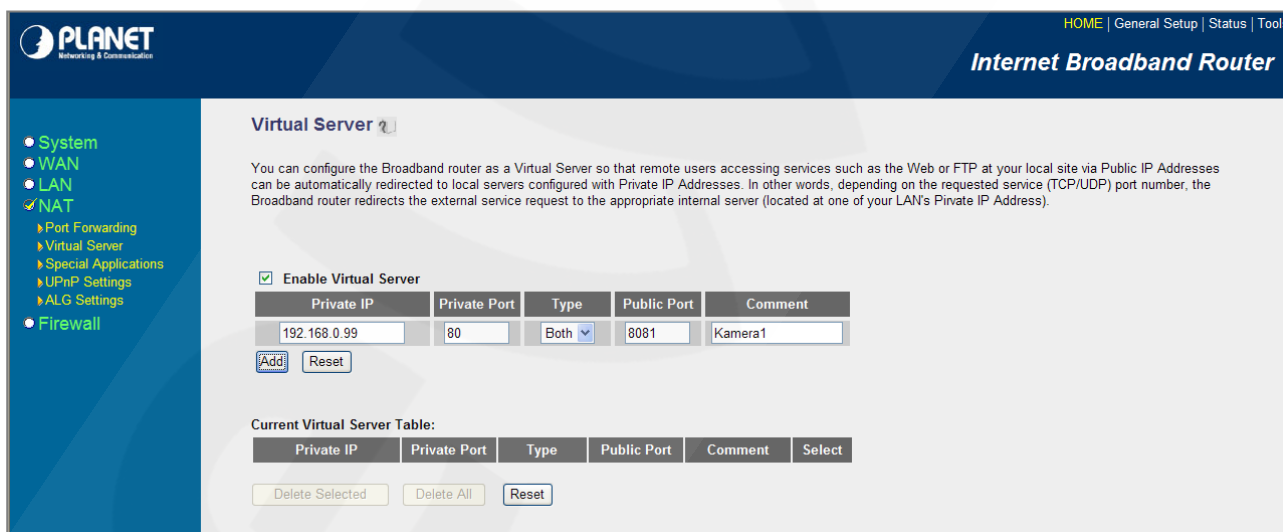 PLANET
Networking & Communication
HOME | General Setup | Status | Tool
Internet Broadband Router
System
WAN
LAN
NAT
Port Forwarding
Virtual Server
Special Applications
UPnP Settings
ALG Settings
Firewall
Virtual Server
You can configure the Broadband router as a Virtual Server so that remote users accessing services such as the Web or FTP at your local site via Public IP Addresses
can be automatically redirected to local servers configured with Private IP Addresses. In other words, depending on the requested service (TCP/UDP) port number, the
Broadband router redirects the external service request to the appropriate internal server (located at one of your LAN's Private IP Address).
Enable Virtual Server
Private IP Private Port Type Public Port Comment
192.168.0.99 80 Both 8081 Kamera1
Add Reset
Current Virtual Server Table:
Private IP Private Port Type Public Port Comment Select
Delete Selected Delete All Reset